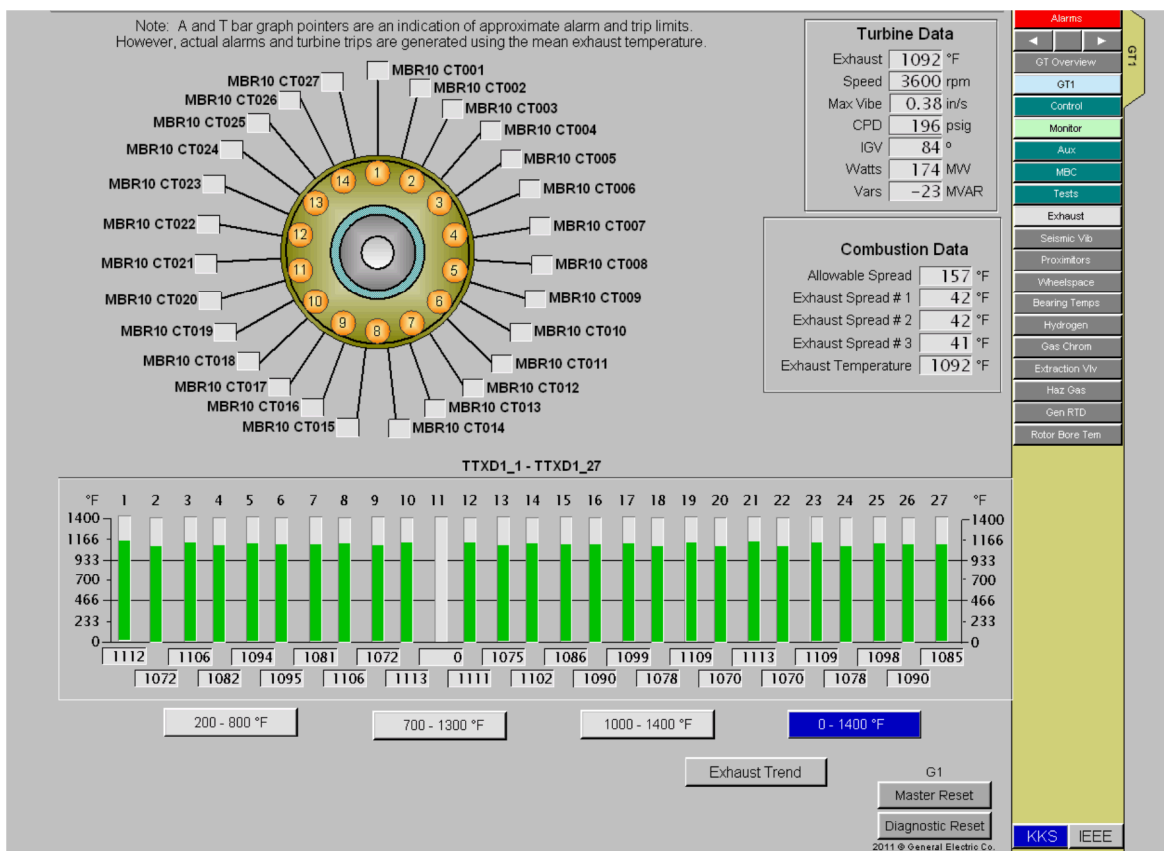 Note: A and T bar graph pointers are an indication of approximate alarm and trip limits.
However, actual alarms and turbine trips are generated using the mean exhaust temperature.
MBR10 CT001
MBR10 CT002
MBR10 CT003
MBR10 CT004
MBR10 CT005
MBR10 CT006
MBR10 CT007
MBR10 CT008
MBR10 CT009
MBR10 CT010
MBR10 CT011
MBR10 CT012
MBR10 CT013
MBR10 CT014
MBR10 CT015
MBR10 CT016
MBR10 CT017
MBR10 CT018
MBR10 CT019
MBR10 CT020
MBR10 CT021
MBR10 CT022
MBR10 CT023
MBR10 CT024
MBR10 CT025
MBR10 CT026
MBR10 CT027
1
2
3
4
5
6
7
8
9
10
11
12
13
14
Turbine Data
Exhaust 1092 °F
Speed 3600 rpm
Max Vibe 0.38 in/s
CPD 196 psig
IGV 84 °
Watts 174 MW
Vars -23 MVAR
Combustion Data
Allowable Spread 157 °F
Exhaust Spread # 1 42 °F
Exhaust Spread # 2 42 °F
Exhaust Spread # 3 41 °F
Exhaust Temperature 1092 °F
TTXD1_1 - TTXD1_27
°F 1 2 3 4 5 6 7 8 9 10 11 12 13 14 15 16 17 18 19 20 21 22 23 24 25 26 27 °F
1400 1400
1166 1166
933 933
700 700
466 466
233 233
0 0
1112 1106 1094 1081 1072 0 1075 1086 1099 1109 1113 1109 1098 1085
1072 1082 1095 1106 1113 1111 1102 1090 1078 1070 1070 1078 1090
200 - 800 °F
700 - 1300 °F
1000 - 1400 °F
0 - 1400 °F
Exhaust Trend
G1
Master Reset
Diagnostic Reset
2011 @ General Electric Co.
Alarms
GT Overview
GT1
Control
Monitor
Aux
MBC
Tests
Exhaust
Seismic Vib
Proximitors
Wheelspace
Bearing Temps
Hydrogen
Gas Chrom
Extraction Vlv
Haz Gas
Gen RTD
Rotor Bore Tem
GT1
KKS IEEE